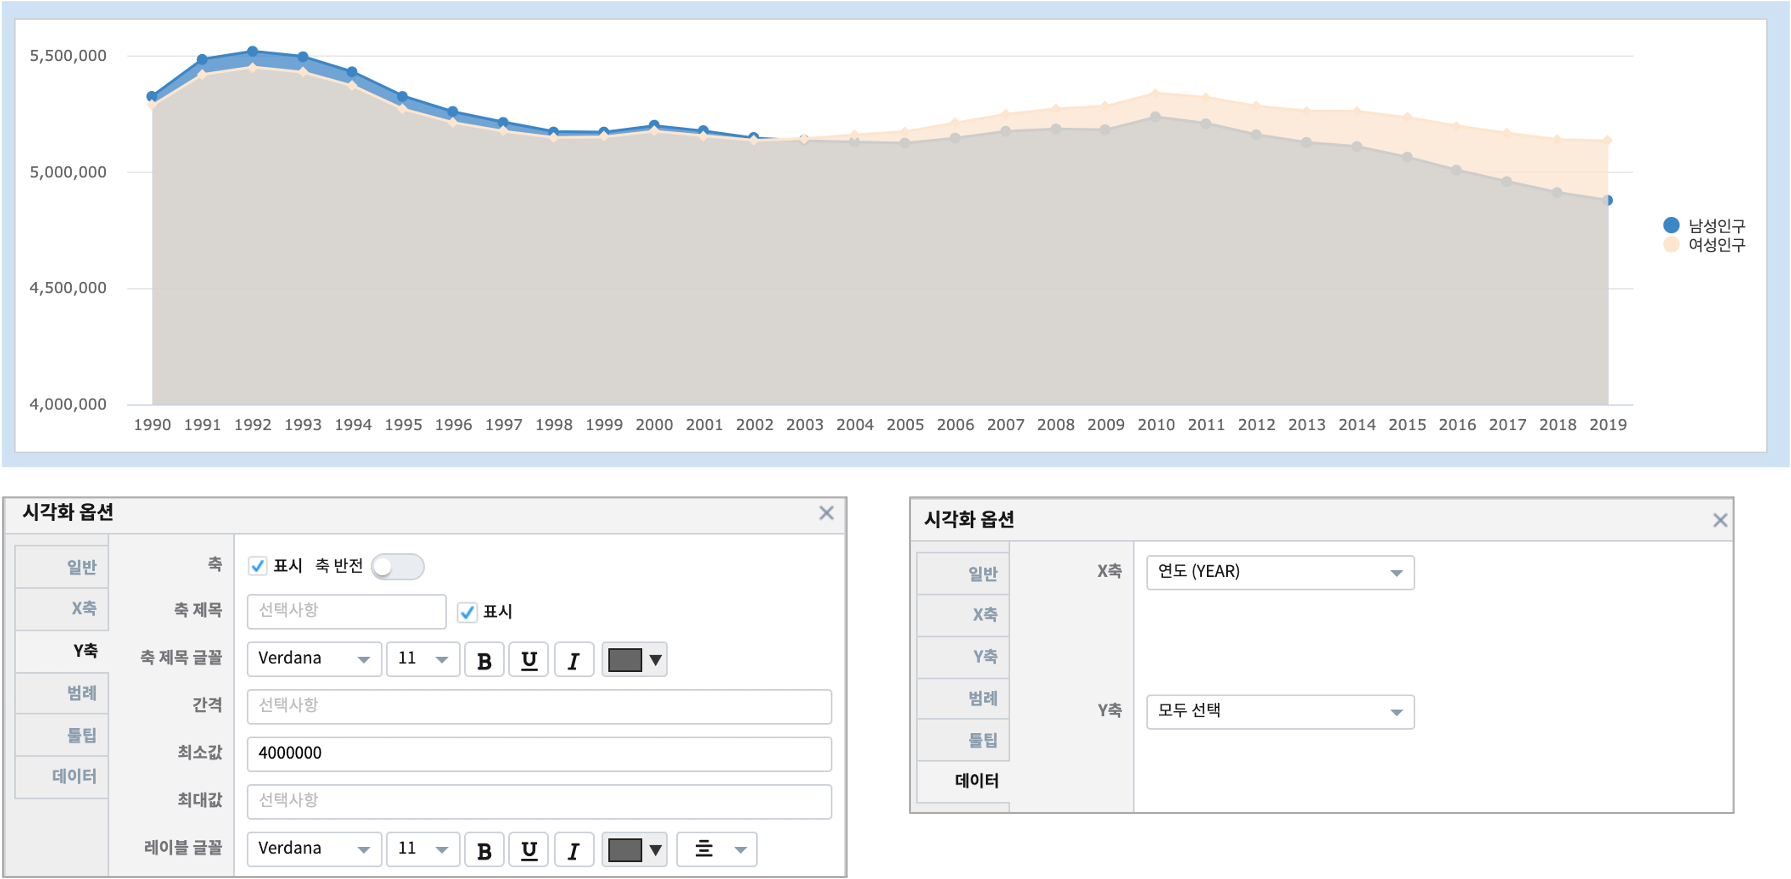 5,500,000
5,000,000
4,500,000
4,000,000
1990 1991 1992 1993 1994 1995 1996 1997 1998 1999 2000 2001 2002 2003 2004 2005 2006 2007 2008 2009 2010 2011 2012 2013 2014 2015 2016 2017 2018 2019
남성인구
여성인구
시각화 옵션
일반
X축
Y축
범례
툴팁
데이터
축 표시 축 반전
축 제목 선택사항 표시
축 제목 글꼴 Verdana 11 B U I
간격 선택사항
최소값 4000000
최대값 선택사항
레이블 글꼴 Verdana 11 B U I
시각화 옵션
일반
X축
Y축
범례
툴팁
데이터
X축 연도 (YEAR)
Y축 모두 선택